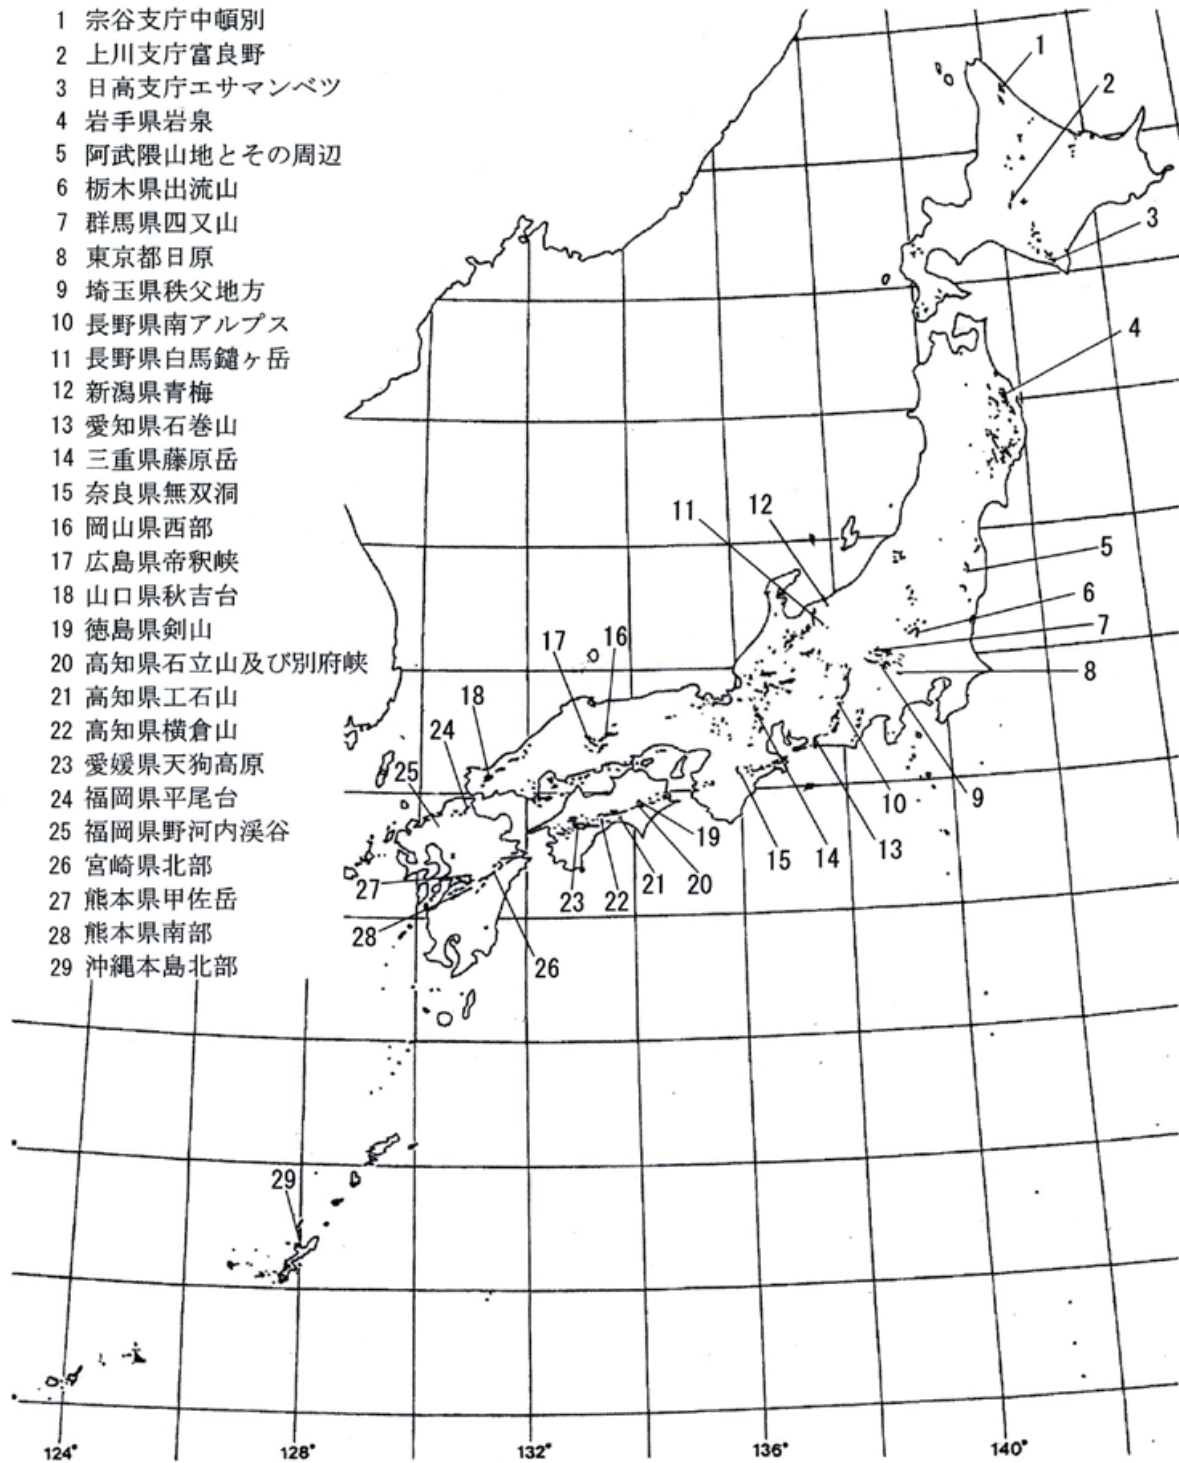 1 宗谷支庁中頓別
2 上川支庁富良野
3 日高支庁エサマンベツ
4 岩手県岩泉
5 阿武隈山地とその周辺
6 栃木県出流山
7 群馬県四又山
8 東京都日原
9 埼玉県秩父地方
10 長野県南アルプス
11 長野県白馬鑓ヶ岳
12 新潟県青梅
13 愛知県石巻山
14 三重県藤原岳
15 奈良県無双洞
16 岡山県西部
17 広島県帝釈峡
18 山口県秋吉台
19 徳島県剣山
20 高知県石立山及び別府峡
21 高知県工石山
22 高知県横倉山
23 愛媛県天狗高原
24 福岡県平尾台
25 福岡県野河内渓谷
26 宮崎県北部
27 熊本県甲佐岳
28 熊本県南部
29 沖縄本島北部
1
2
3
4
12
11
5
6
7
17 16
8
18
24
25
10 9
19
15 14 13
27
23 22 21 20
28
26
29
124° 128° 132° 136° 140°